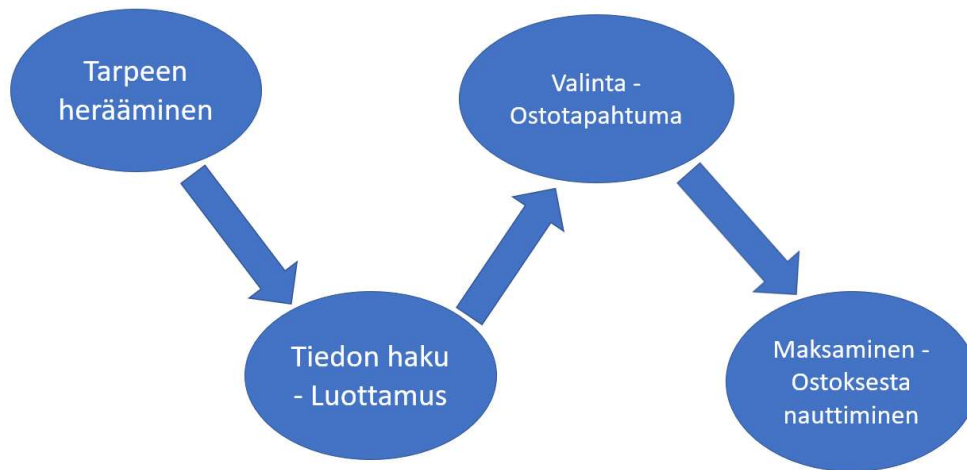 Tarpeen
herääminen
Tiedon haku
- Luottamus
Valinta -
Ostotapahtuma
Maksaminen -
Ostoksesta
nauttiminen